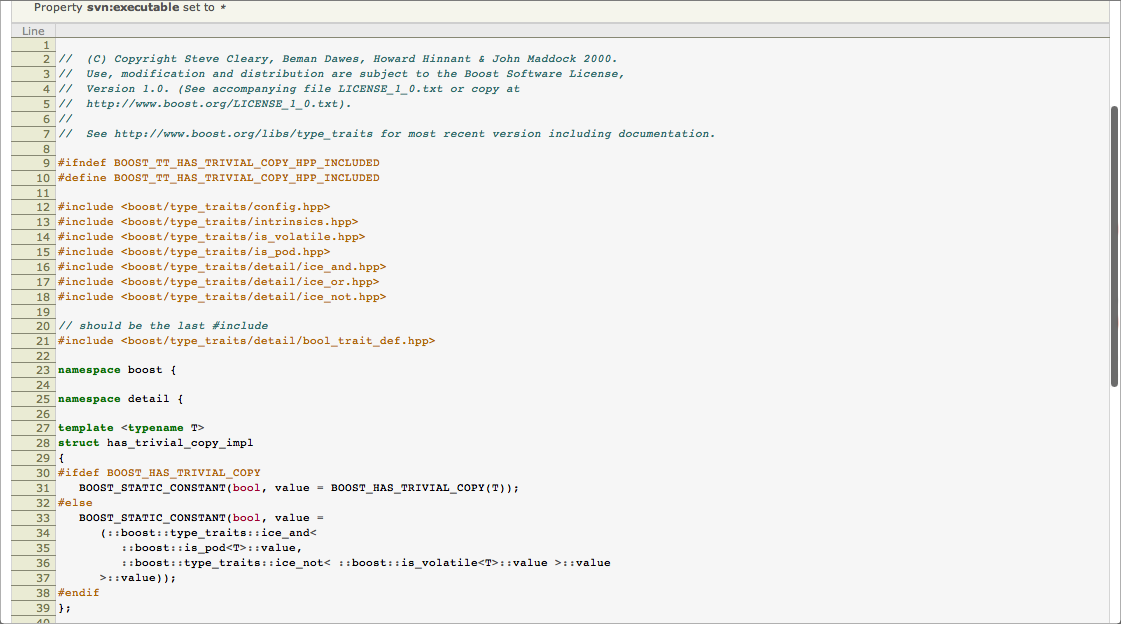 Property svn:executable set to *
Line
1
2 //  (C) Copyright Steve Cleary, Beman Dawes, Howard Hinnant & John Maddock 2000.
3 //  Use, modification and distribution are subject to the Boost Software License,
4 //  Version 1.0. (See accompanying file LICENSE_1_0.txt or copy at
5 //  http://www.boost.org/LICENSE_1_0.txt).
6 //
7 //  See http://www.boost.org/libs/type_traits for most recent version including documentation.
8
9 #ifndef BOOST_TT_HAS_TRIVIAL_COPY_HPP_INCLUDED
10 #define BOOST_TT_HAS_TRIVIAL_COPY_HPP_INCLUDED
11
12 #include <boost/type_traits/config.hpp>
13 #include <boost/type_traits/intrinsics.hpp>
14 #include <boost/type_traits/is_volatile.hpp>
15 #include <boost/type_traits/is_pod.hpp>
16 #include <boost/type_traits/detail/ice_and.hpp>
17 #include <boost/type_traits/detail/ice_or.hpp>
18 #include <boost/type_traits/detail/ice_not.hpp>
19
20 // should be the last #include
21 #include <boost/type_traits/detail/bool_trait_def.hpp>
22
23 namespace boost {
24
25 namespace detail {
26
27 template <typename T>
28 struct has_trivial_copy_impl
29 {
30 #ifdef BOOST_HAS_TRIVIAL_COPY
31    BOOST_STATIC_CONSTANT(bool, value = BOOST_HAS_TRIVIAL_COPY(T));
32 #else
33    BOOST_STATIC_CONSTANT(bool, value =
34       (::boost::type_traits::ice_and<
35          ::boost::is_pod<T>::value,
36          ::boost::type_traits::ice_not< ::boost::is_volatile<T>::value >::value
37       >::value));
38 #endif
39 };
40